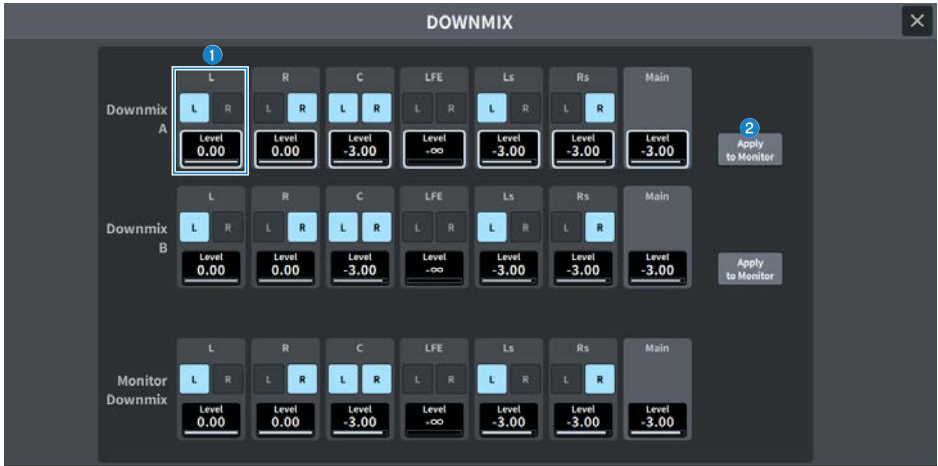 DOWNMIX
×
1
L R C LFE Ls Rs Main
Downmix
A
L R L R L R L R L R L R
2
Level Level Level Level Level Level Level
0.00 0.00 -3.00 -∞ -3.00 -3.00 -3.00
Apply
to Monitor
L R C LFE Ls Rs Main
Downmix
B
L R L R L R L R L R L R
Level Level Level Level Level Level Level
0.00 0.00 -3.00 -∞ -3.00 -3.00 -3.00
Apply
to Monitor
L R C LFE Ls Rs Main
Monitor
Downmix
L R L R L R L R L R L R
Level Level Level Level Level Level Level
0.00 0.00 -3.00 -∞ -3.00 -3.00 -3.00